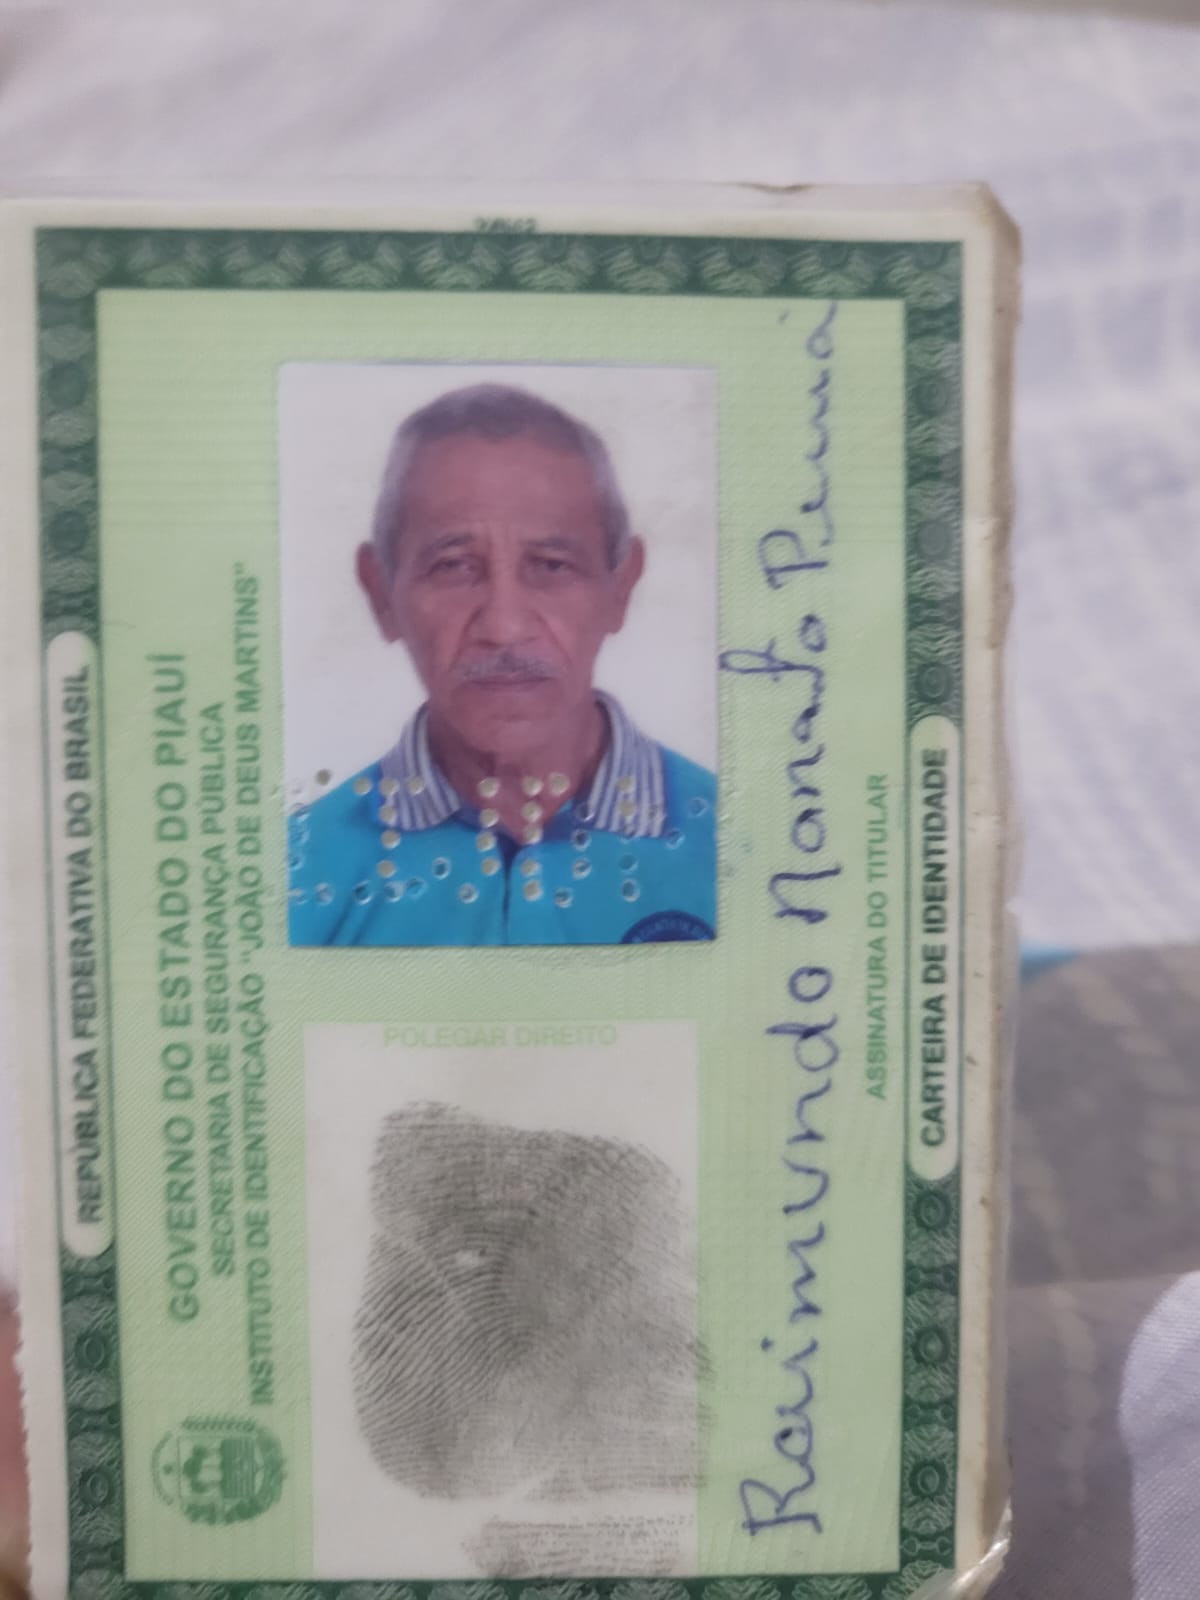 REPÚBLICA FEDERATIVA DO BRASIL
GOVERNO DO ESTADO DO PIAUÍ
SECRETARIA DE SEGURANÇA PÚBLICA
INSTITUTO DE IDENTIFICAÇÃO "JOÃO DE DEUS MARTINS"
POLEGAR DIREITO
Raimundo Nonato
ASSINATURA DO TITULAR
CARTEIRA DE IDENTIDADE